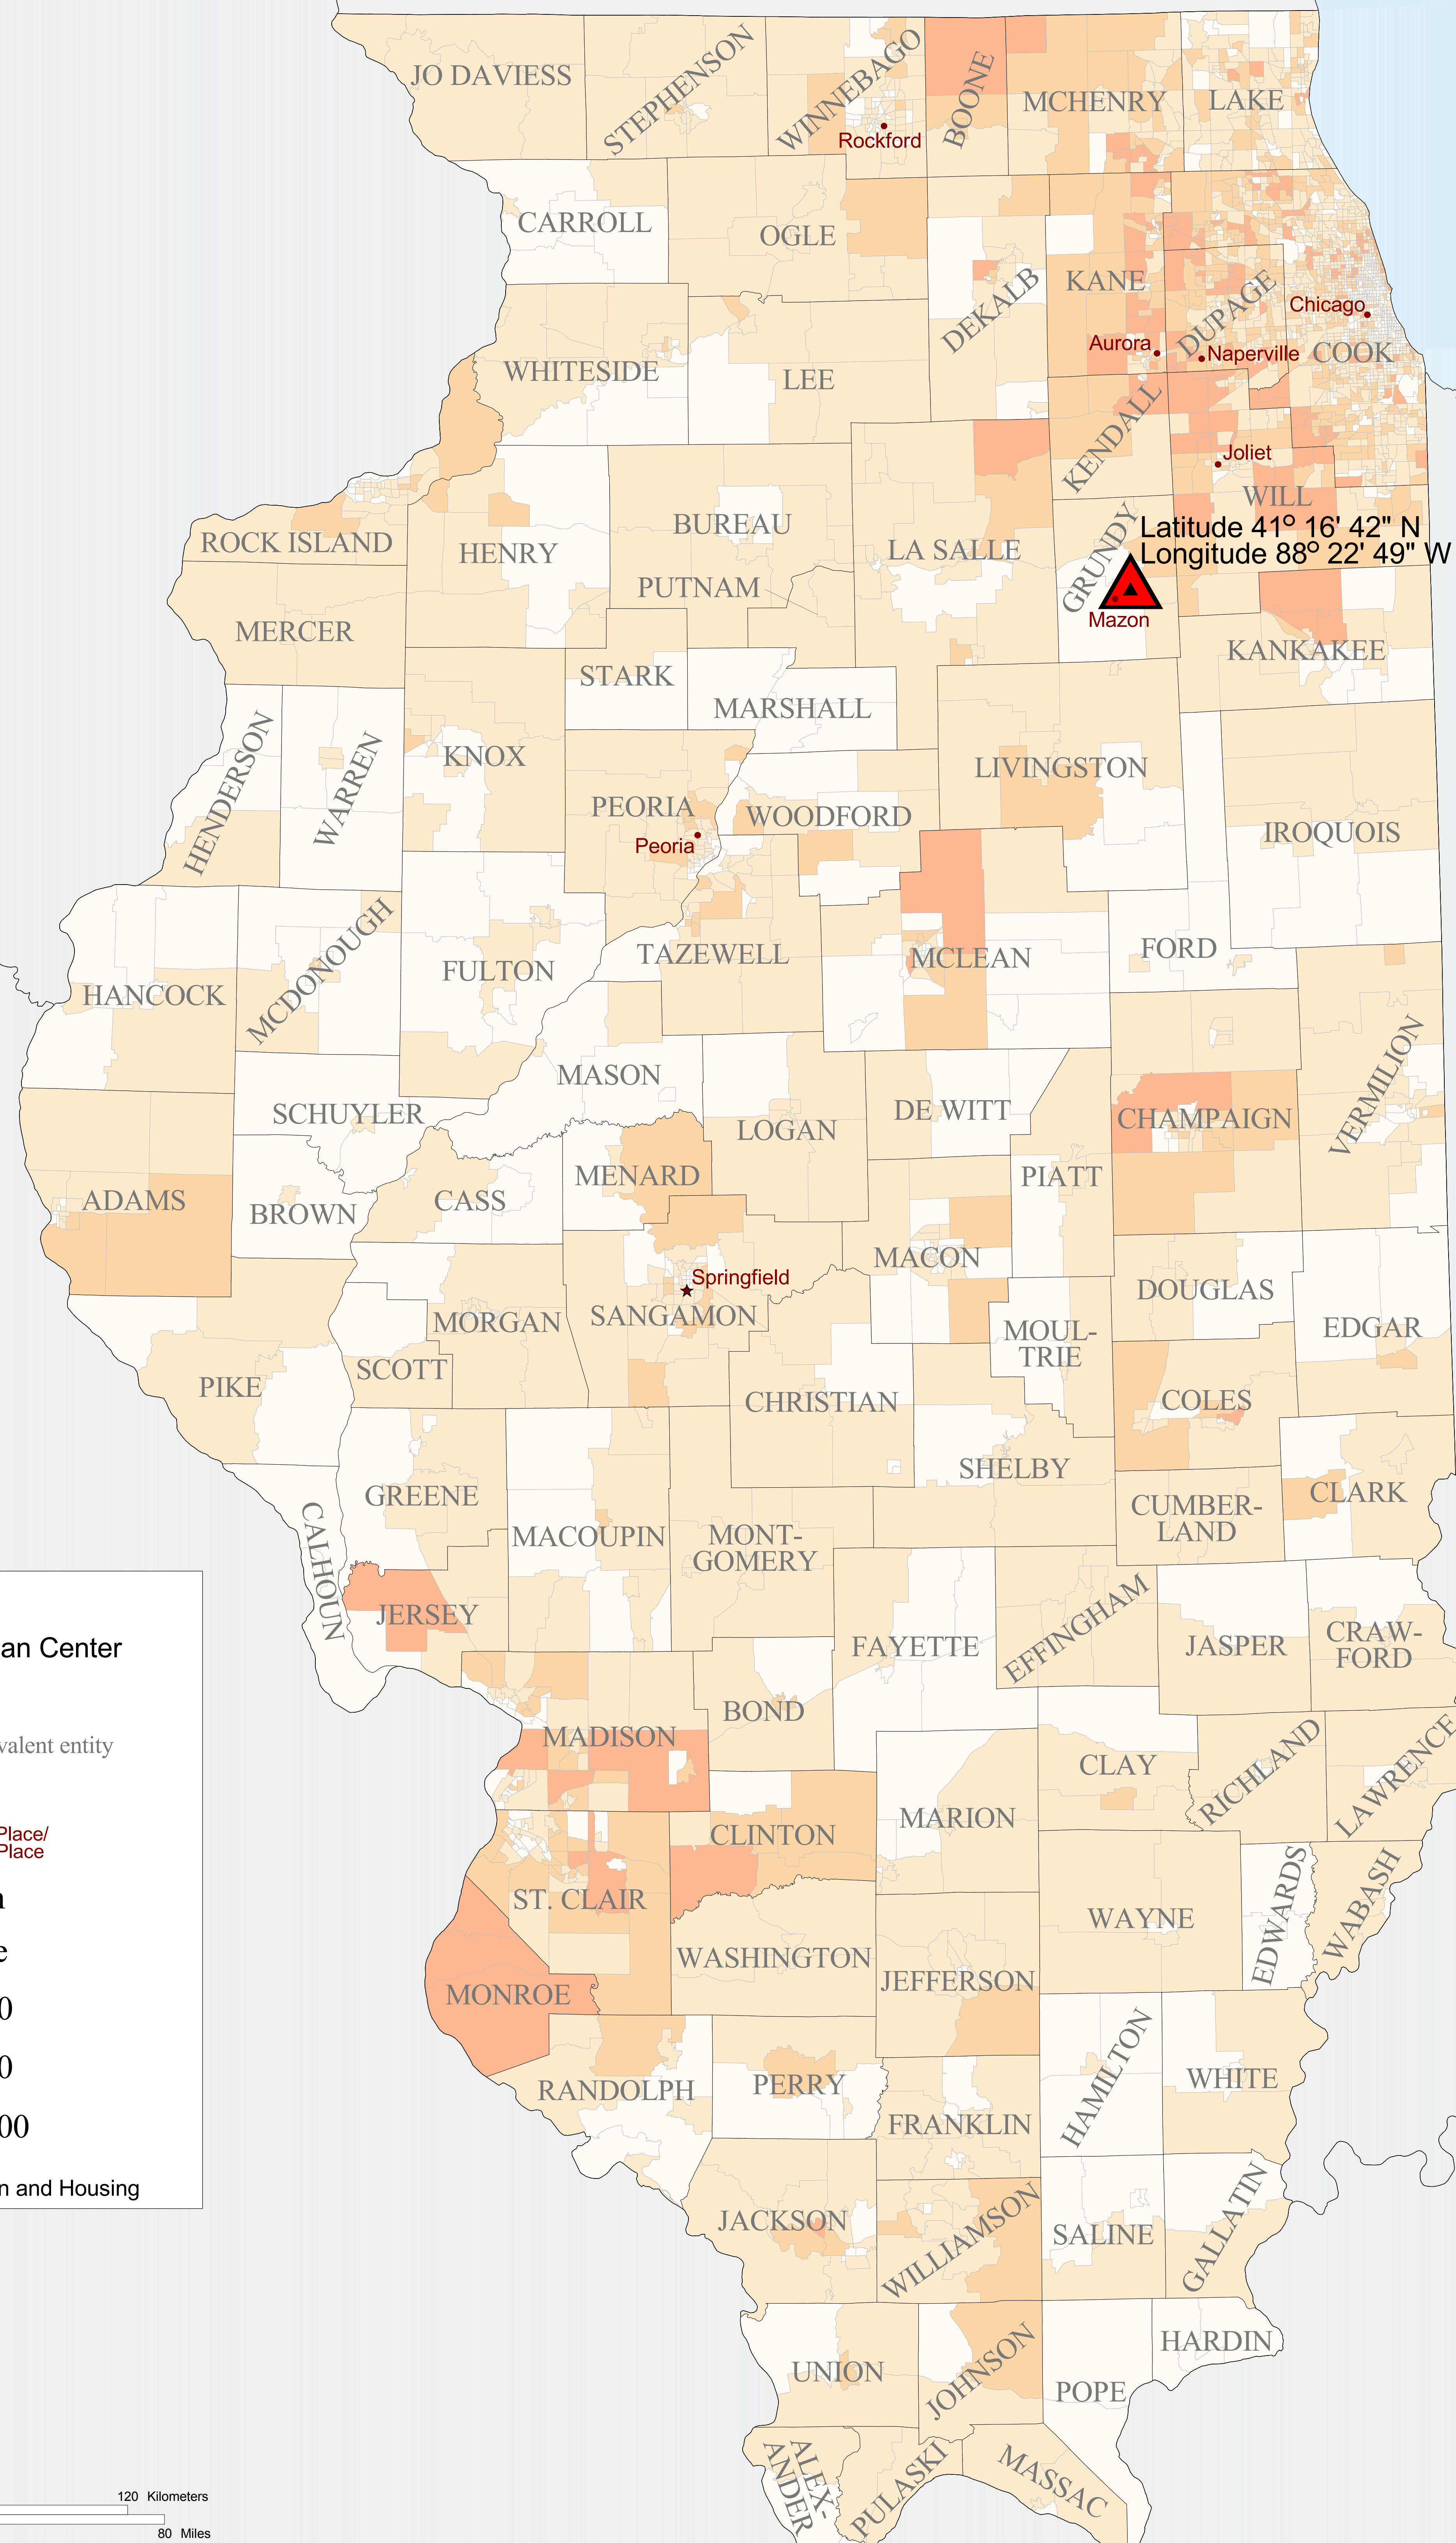 JO DAVIESS
STEPHENSON
WINNEBAGO
BOONE
MCHENRY
LAKE
Rockford
CARROLL
OGLE
DEKALB
KANE
DUPAGE
Chicago
Aurora
Naperville
COOK
WHITESIDE
LEE
KENDALL
Joliet
WILL
ROCK ISLAND
HENRY
BUREAU
PUTNAM
LA SALLE
GRUNDY
Latitude 41o 16' 42" N
Longitude 88o 22' 49" W
Mazon
MERCER
STARK
MARSHALL
KANKAKEE
HENDERSON
WARREN
KNOX
PEORIA
Peoria
WOODFORD
LIVINGSTON
IROQUOIS
HANCOCK
MCDONOUGH
FULTON
TAZEWELL
MCLEAN
FORD
VERMILION
SCHUYLER
MASON
LOGAN
DE WITT
CHAMPAIGN
ADAMS
BROWN
CASS
MENARD
PIATT
MACON
Springfield
SANGAMON
MORGAN
SCOTT
PIKE
DOUGLAS
EDGAR
MOUL-
TRIE
CHRISTIAN
COLES
SHELBY
GREENE
CALHOUN
MACOUPIN
MONT-
GOMERY
CUMBER-
LAND
CLARK
JERSEY
FAYETTE
EFFINGHAM
JASPER
CRAW-
FORD
an Center
BOND
MADISON
valent entity
CLAY
RICHLAND
LAWRENCE
MARION
CLINTON
Place/
Place
ST. CLAIR
n
e
WAYNE
EDWARDS
WABASH
WASHINGTON
JEFFERSON
MONROE
0
0
00
RANDOLPH
PERRY
HAMILTON
WHITE
FRANKLIN
n and Housing
JACKSON
WILLIAMSON
SALINE
GALLATIN
UNION
JOHNSON
POPE
HARDIN
ALEX-
ANDER
PULASKI
MASSAC
120 Kilometers
80 Miles